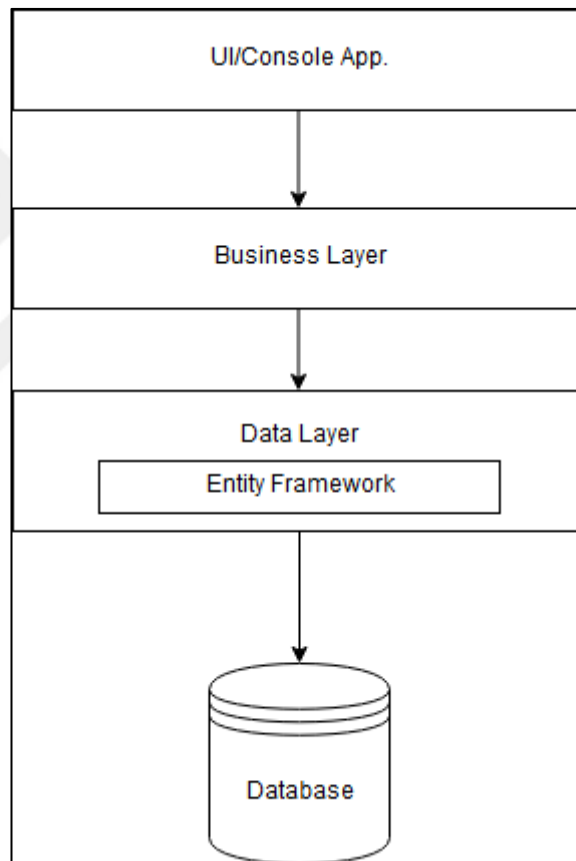 UI/Console App.
Business Layer
Data Layer
Entity Framework
Database